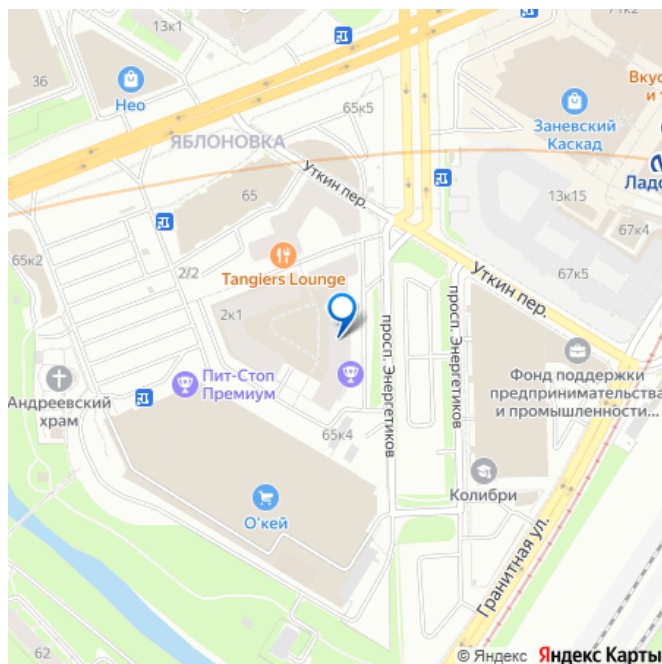 71к2
13к1
36
Нео
65к5
Вкус
и т
Заневский
Каскад
ЯБЛОНОВКА
Уткин пер.
Ладо
65
13к15
67к4
65к2
2/2
Tangiers Lounge
Уткин пер.
67к5
2к1
просп. Энергетиков
просп. Энергетиков
Пит-Стоп
Премиум
Андреевский
храм
Фонд поддержки
предпринимательства
и промышленности...
65к4
Колибри
О'кей
Гранитная ул.
62
© Яндекс Яндекс Карты